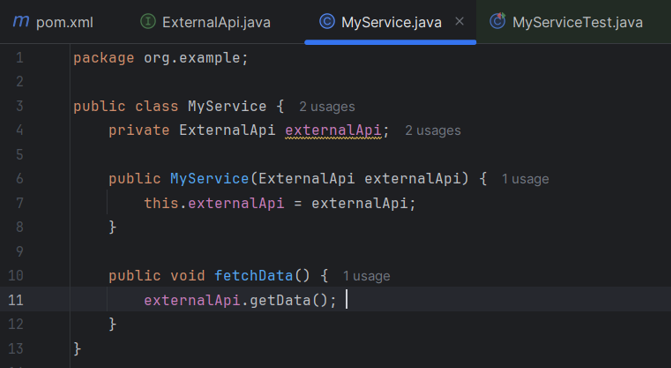 pom.xml ExternalApi.java MyService.java MyServiceTest.java
1 package org.example;
2
3 public class MyService { 2 usages
4 private ExternalApi externalApi; 2 usages
5
6 public MyService(ExternalApi externalApi) { 1 usage
7 this.externalApi = externalApi;
8 }
9
10 public void fetchData() { 1 usage
11 externalApi.getData();
12 }
13 }